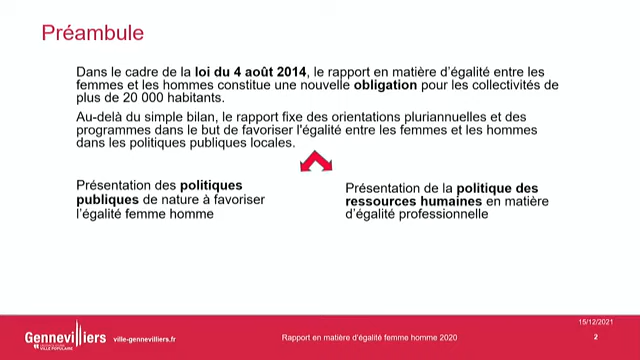 Préambule
Dans le cadre de la loi du 4 août 2014, le rapport en matière d'égalité entre les
femmes et les hommes constitue une nouvelle obligation pour les collectivités de
plus de 20 000 habitants.
Au-delà du simple bilan, le rapport fixe des orientations pluriannuelles et des
programmes dans le but de favoriser l'égalité entre les femmes et les hommes
dans les politiques publiques locales.
Présentation des politiques
publiques de nature à favoriser
l'égalité femme homme
Présentation de la politique des
ressources humaines en matière
d'égalité professionnelle
15/12/2021
Gennevilliers
VILLE POPULAIRE
ville-gennevilliers.fr
Rapport en matière d'égalité femme homme 2020
2